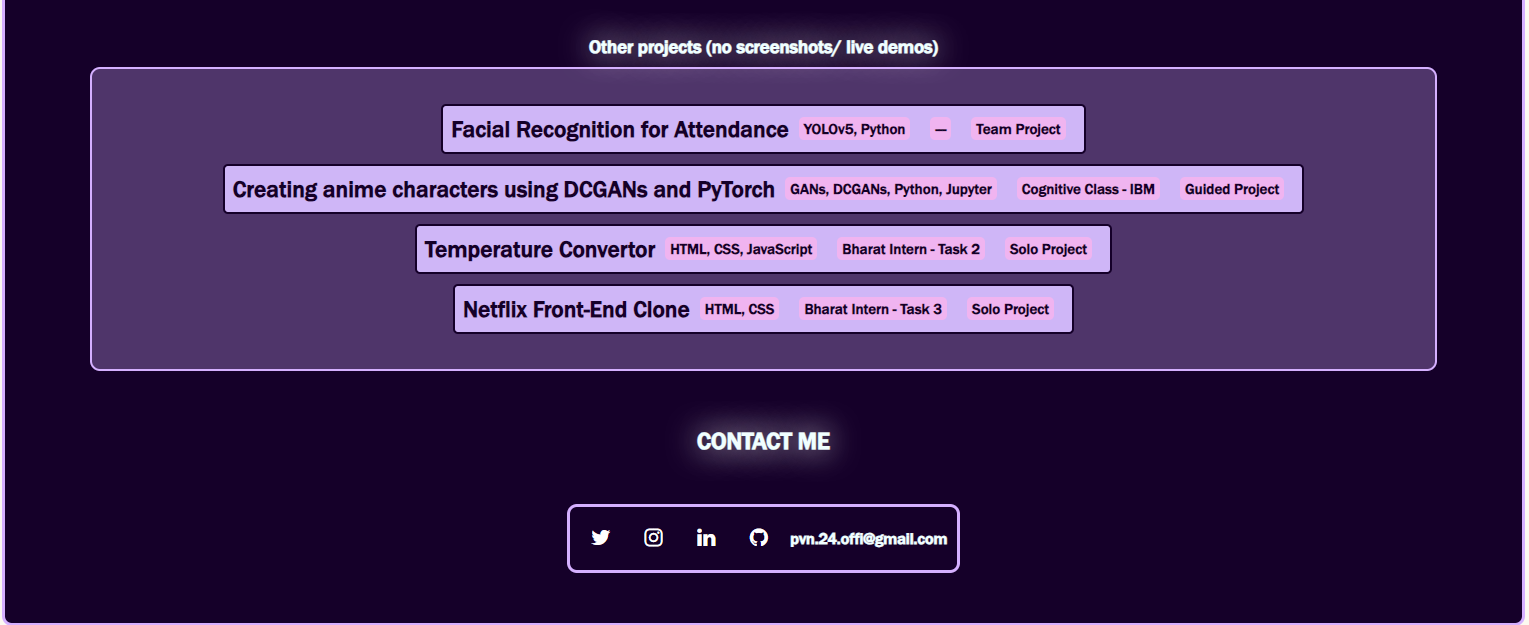 Other projects (no screenshots/ live demos)
Facial Recognition for Attendance YOLOv5, Python — Team Project
Creating anime characters using DCGANs and PyTorch GANs, DCGANs, Python, Jupyter Cognitive Class - IBM Guided Project
Temperature Convertor HTML, CSS, JavaScript Bharat Intern - Task 2 Solo Project
Netflix Front-End Clone HTML, CSS Bharat Intern - Task 3 Solo Project
CONTACT ME
pvn.24.offi@gmail.com